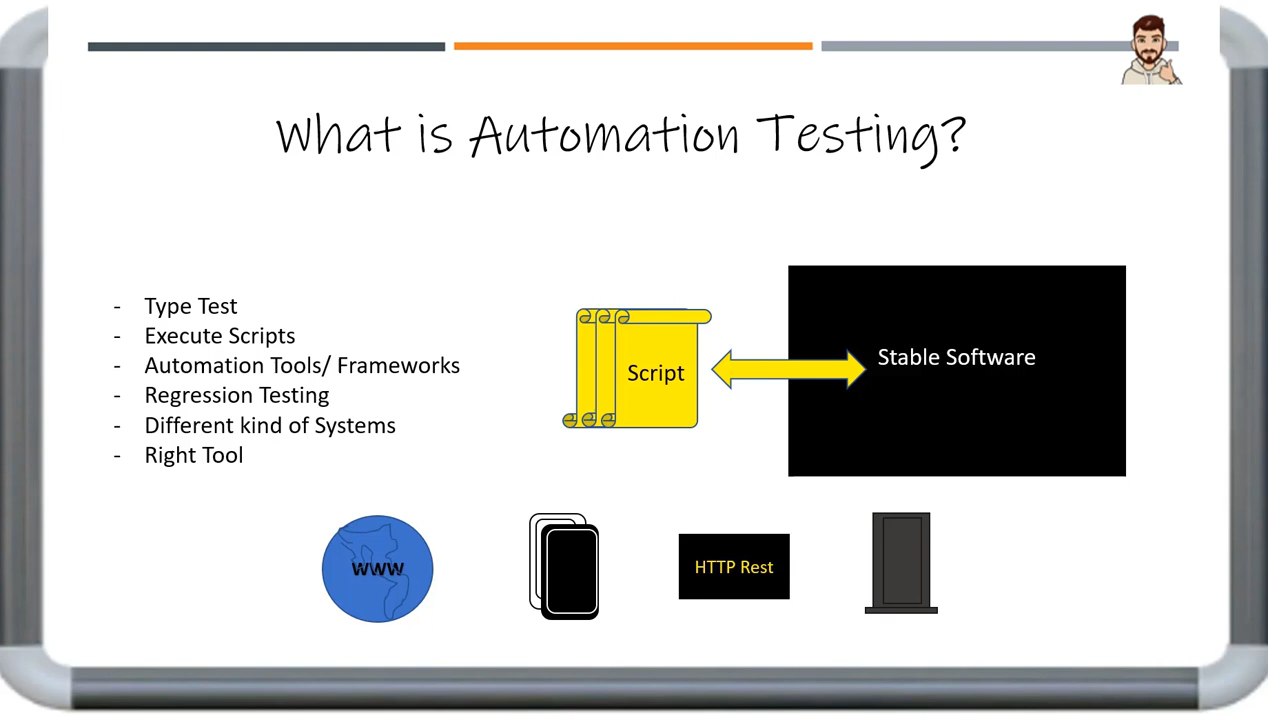 What is Automation Testing?
- Type Test
- Execute Scripts
- Automation Tools/ Frameworks
- Regression Testing
- Different kind of Systems
- Right Tool
Script
Stable Software
www
HTTP Rest